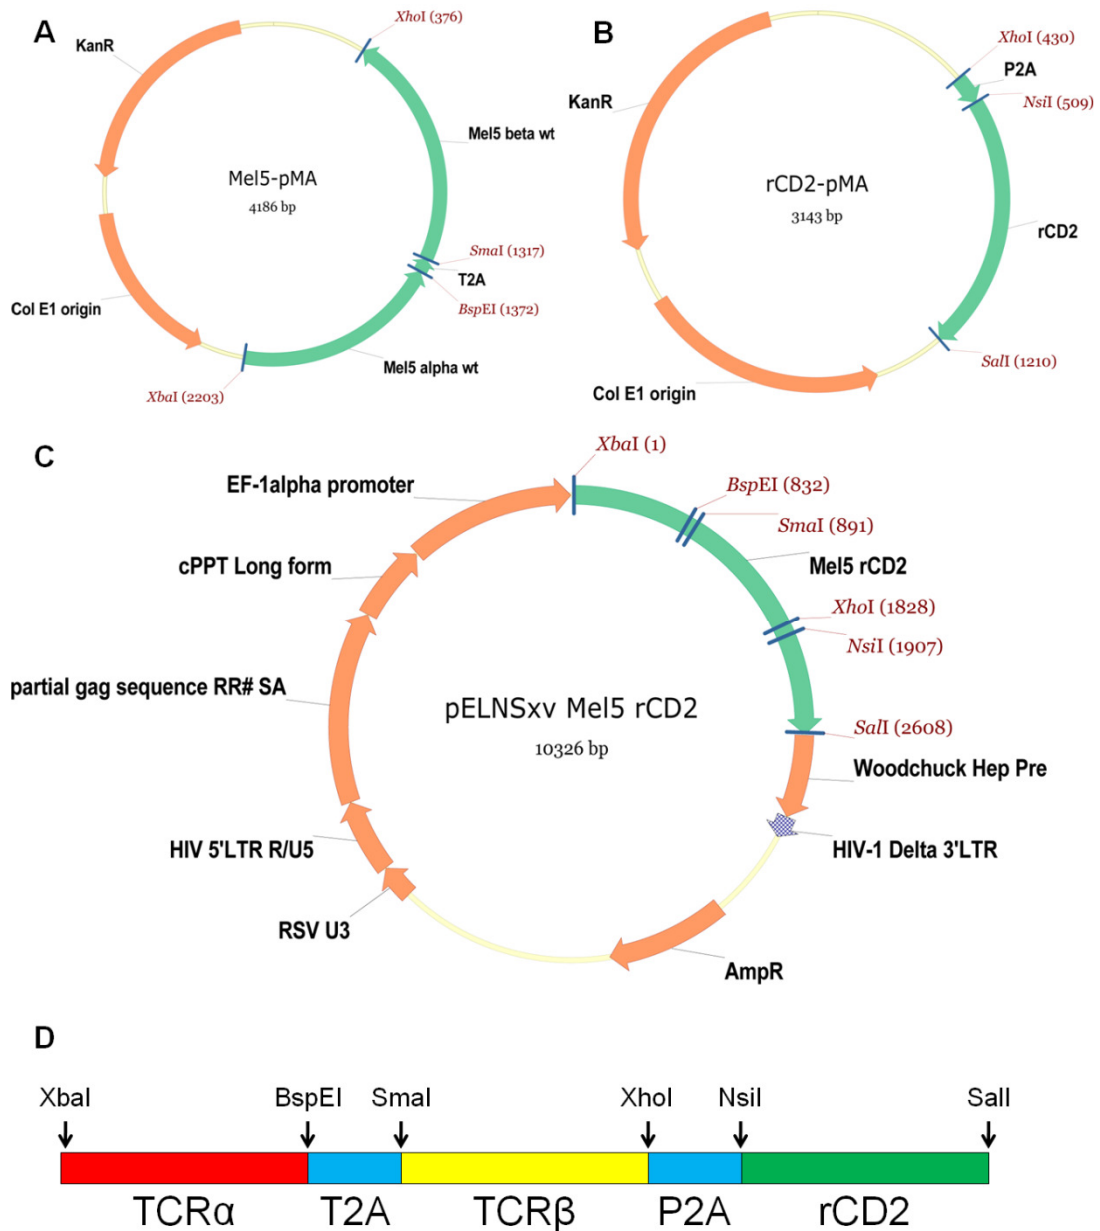 A
XhoI (376)
KanR
Mel5 beta wt
Mel5-pMA
4186 bp
SmaI (1317)
T2A
BspEI (1372)
Col E1 origin
Mel5 alpha wt
XbaI (2203)
B
XhoI (430)
P2A
NsiI (509)
KanR
rCD2-pMA
3143 bp
rCD2
SalI (1210)
Col E1 origin
C
XbaI (1)
EF-1alpha promoter
BspEI (832)
SmaI (891)
cPPT Long form
Mel5 rCD2
XhoI (1828)
NsiI (1907)
partial gag sequence RR# SA
pELNSxv Mel5 rCD2
10326 bp
SalI (2608)
Woodchuck Hep Pre
HIV 5'LTR R/U5
HIV-1 Delta 3'LTR
RSV U3
AmpR
D
XbaI BspEI SmaI XhoI NsiI SalI
TCRα T2A TCRβ P2A rCD2